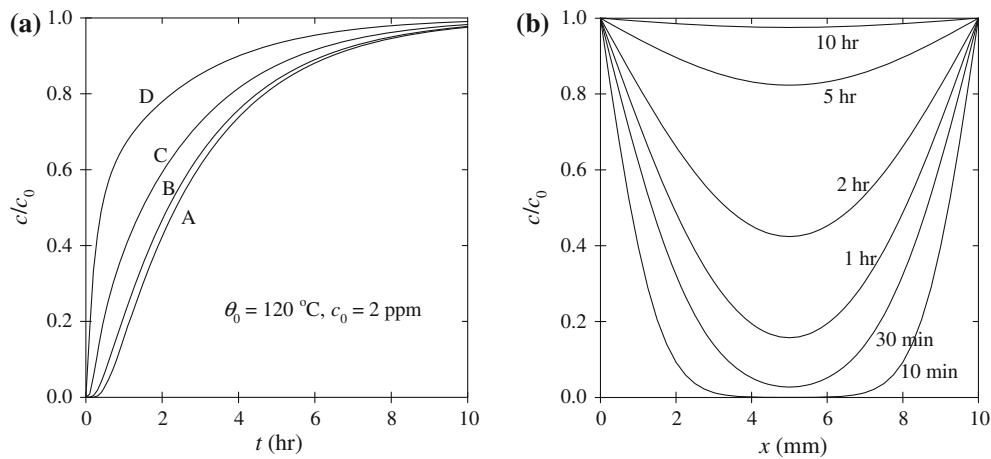 (a)
1.0
0.8
0.6
0.4
0.2
0.0
c/c0
D
C
B
A
θ0 = 120 °C, c0 = 2 ppm
0 2 4 6 8 10
t (hr)
(b)
1.0
0.8
0.6
0.4
0.2
0.0
c/c0
10 hr
5 hr
2 hr
1 hr
30 min
10 min
0 2 4 6 8 10
x (mm)